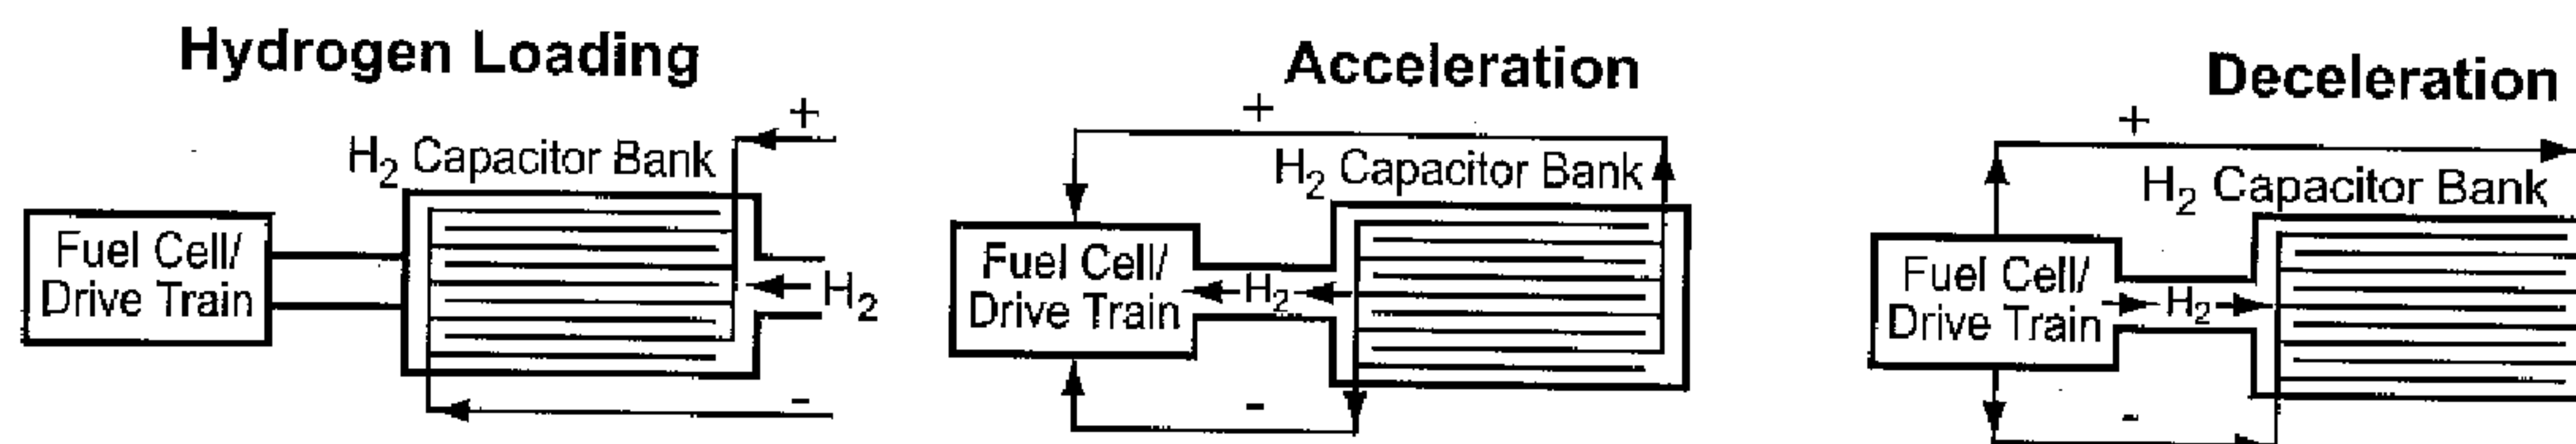 Hydrogen Loading
+
H₂ Capacitor Bank
Fuel Cell/
Drive Train
H₂
-
Acceleration
+
H₂ Capacitor Bank
Fuel Cell/
Drive Train
H₂
-
Deceleration
+
H₂ Capacitor Bank
Fuel Cell/
Drive Train
H₂
-